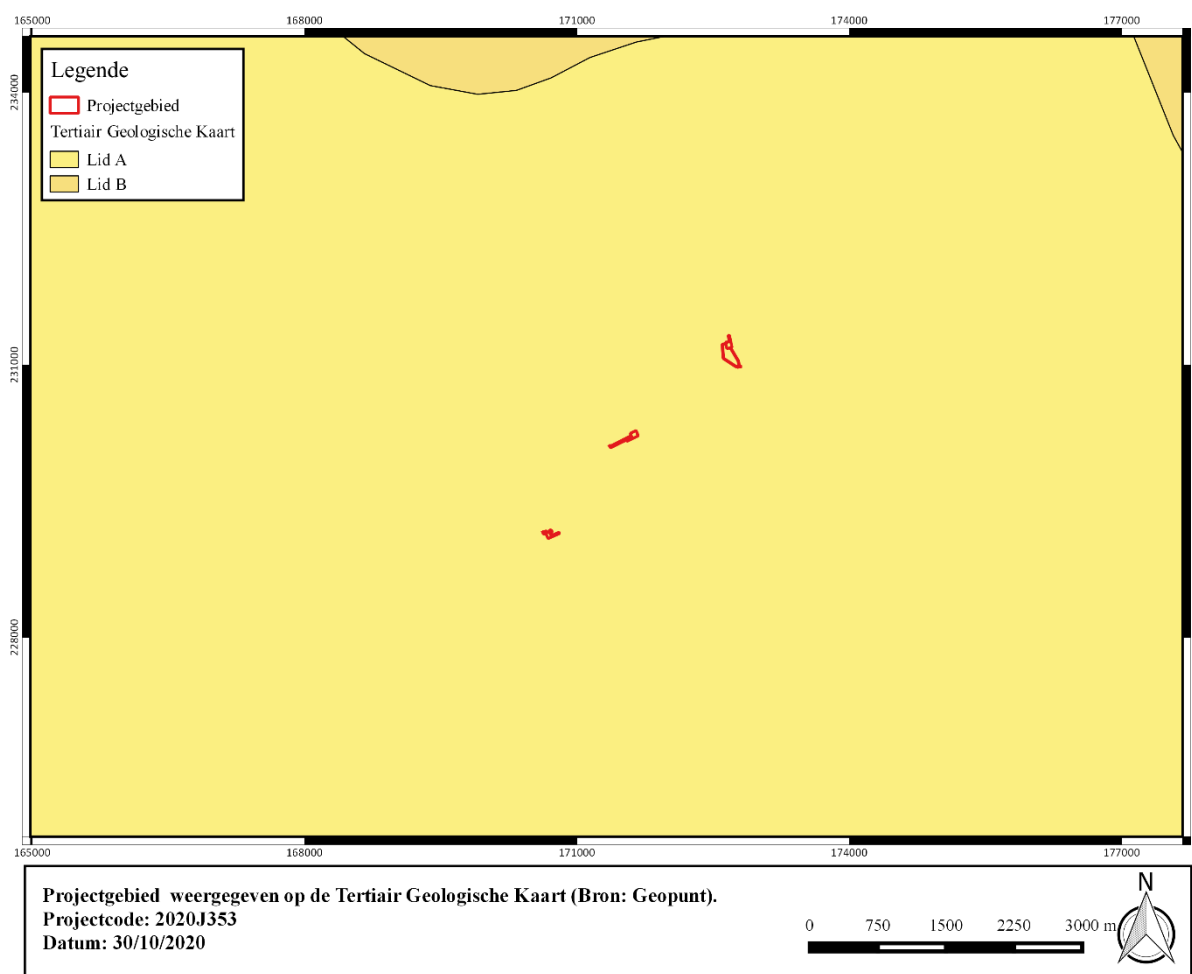 165000 168000 171000 174000 177000
234000
231000
228000
Legende
Projectgebied
Tertiair Geologische Kaart
Lid A
Lid B
165000 168000 171000 174000 177000
Projectgebied weergegeven op de Tertiair Geologische Kaart (Bron: Geopunt).
Projectcode: 2020J353
Datum: 30/10/2020
0 750 1500 2250 3000 m
N